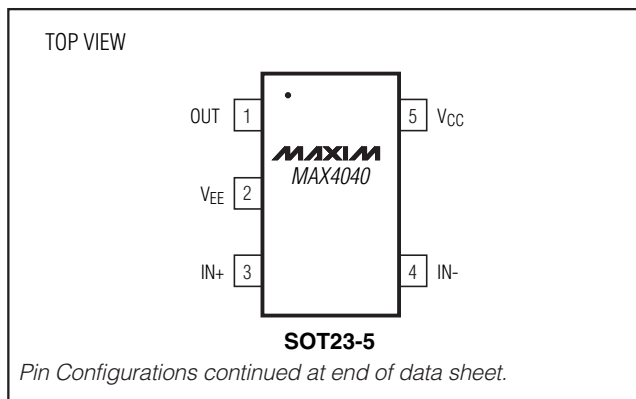 TOP VIEW
OUT 1
5 VCC
MAXIM
MAX4040
VEE 2
IN+ 3
4 IN-
SOT23-5
Pin Configurations continued at end of data sheet.